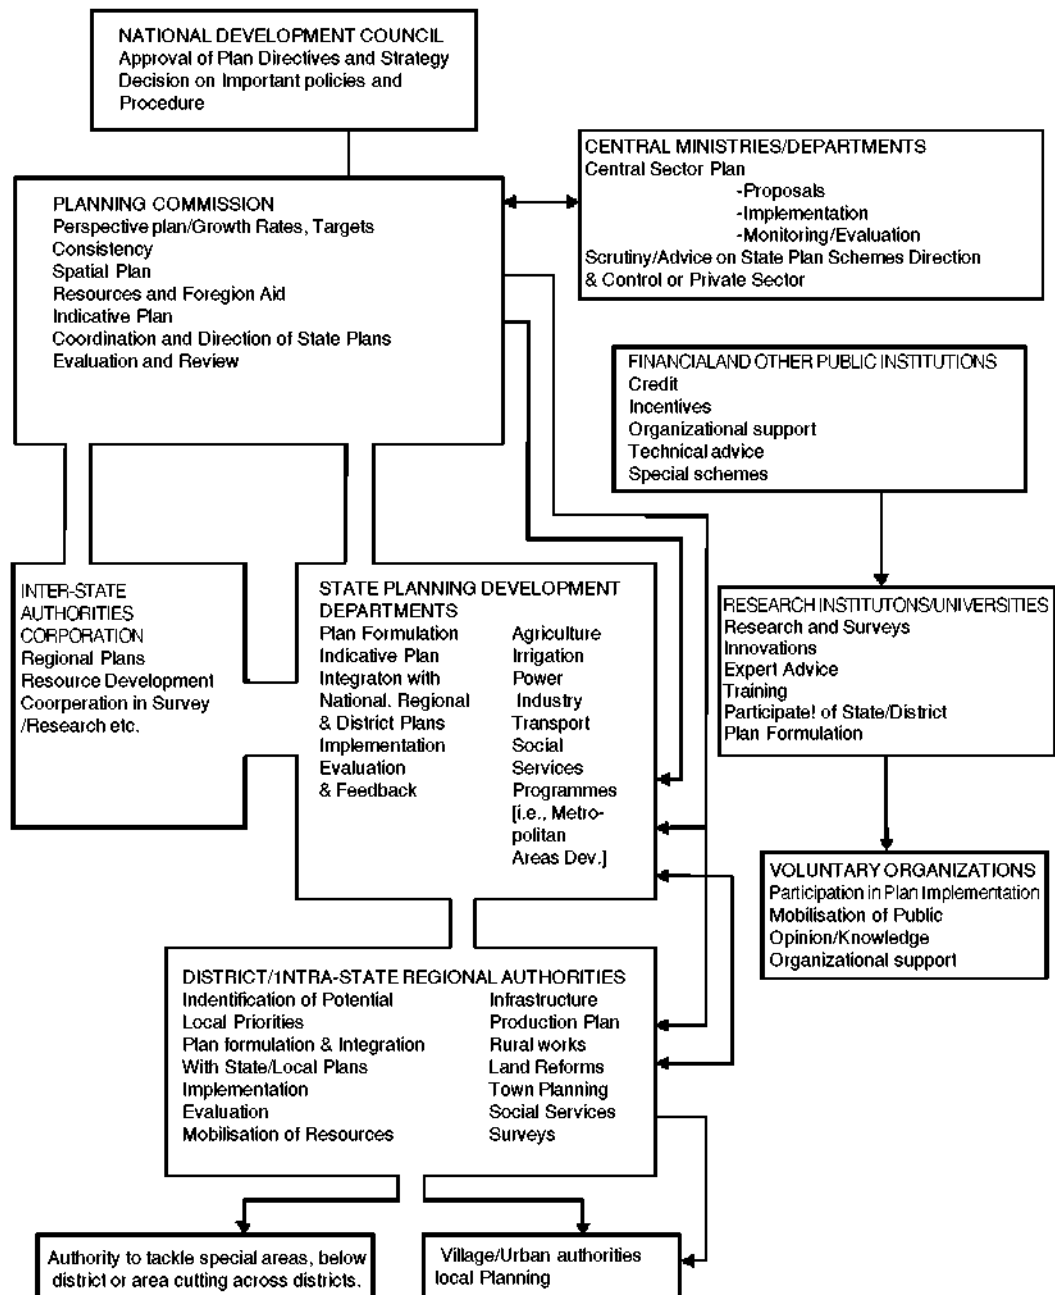 NATIONAL DEVELOPMENT COUNCIL
Approval of Plan Directives and Strategy
Decision on Important policies and
Procedure
CENTRAL MINISTRIES/DEPARTMENTS
Central Sector Plan
-Proposals
-Implementation
-Monitoring/Evaluation
Scrutiny/Advice on State Plan Schemes Direction
& Control or Private Sector
PLANNING COMMISSION
Perspective plan/Growth Rates, Targets
Consistency
Spatial Plan
Resources and Foregion Aid
Indicative Plan
Coordination and Direction of State Plans
Evaluation and Review
FINANCIALAND OTHER PUBLIC INSTITUTIONS
Credit
Incentives
Organizational support
Technical advice
Special schemes
INTER-STATE
AUTHORITIES
CORPORATION
Regional Plans
Resource Development
Coorperation in Survey
/Research etc.
STATE PLANNING DEVELOPMENT
DEPARTMENTS
Plan Formulation
Indicative Plan
Integraton with
National. Regional
& District Plans
Implementation
Evaluation
& Feedback
Agriculture
Irrigation
Power
Industry
Transport
Social
Services
Programmes
[i.e., Metro-
politan
Areas Dev.]
RESEARCH INSTITUTONS/UNIVERSITIES
Research and Surveys
Innovations
Expert Advice
Training
Participate! of State/District
Plan Formulation
VOLUNTARY ORGANIZATIONS
Participation in Plan Implementation
Mobilisation of Public
Opinion/Knowledge
Organizational support
DISTRICT/1NTRA-STATE REGIONAL AUTHORITIES
Indentification of Potential
Local Priorities
Plan formulation & Integration
With State/Local Plans
Implementation
Evaluation
Mobilisation of Resources
Infrastructure
Production Plan
Rural works
Land Reforms
Town Planning
Social Services
Surveys
Authority to tackle special areas, below
district or area cutting across districts.
Village/Urban authorities
local Planning